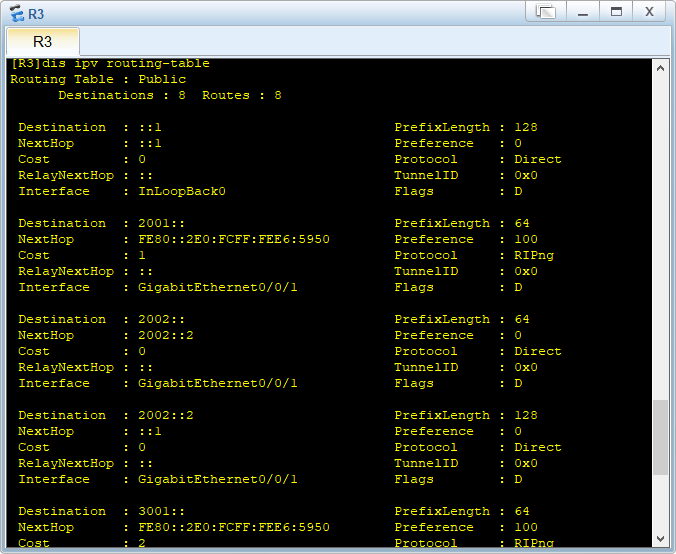 R3
R3
[R3]dis ipv routing-table
Routing Table : Public
Destinations : 8 Routes : 8
Destination : ::1 PrefixLength : 128
NextHop : ::1 Preference : 0
Cost : 0 Protocol : Direct
RelayNextHop : :: TunnelID : 0x0
Interface : InLoopBack0 Flags : D
Destination : 2001:: PrefixLength : 64
NextHop : FE80::2E0:FCFF:FEE6:5950 Preference : 100
Cost : 1 Protocol : RIPng
RelayNextHop : :: TunnelID : 0x0
Interface : GigabitEthernet0/0/1 Flags : D
Destination : 2002:: PrefixLength : 64
NextHop : 2002::2 Preference : 0
Cost : 0 Protocol : Direct
RelayNextHop : :: TunnelID : 0x0
Interface : GigabitEthernet0/0/1 Flags : D
Destination : 2002::2 PrefixLength : 128
NextHop : ::1 Preference : 0
Cost : 0 Protocol : Direct
RelayNextHop : :: TunnelID : 0x0
Interface : GigabitEthernet0/0/1 Flags : D
Destination : 3001:: PrefixLength : 64
NextHop : FE80::2E0:FCFF:FEE6:5950 Preference : 100
Cost : 2 Protocol : RIPng